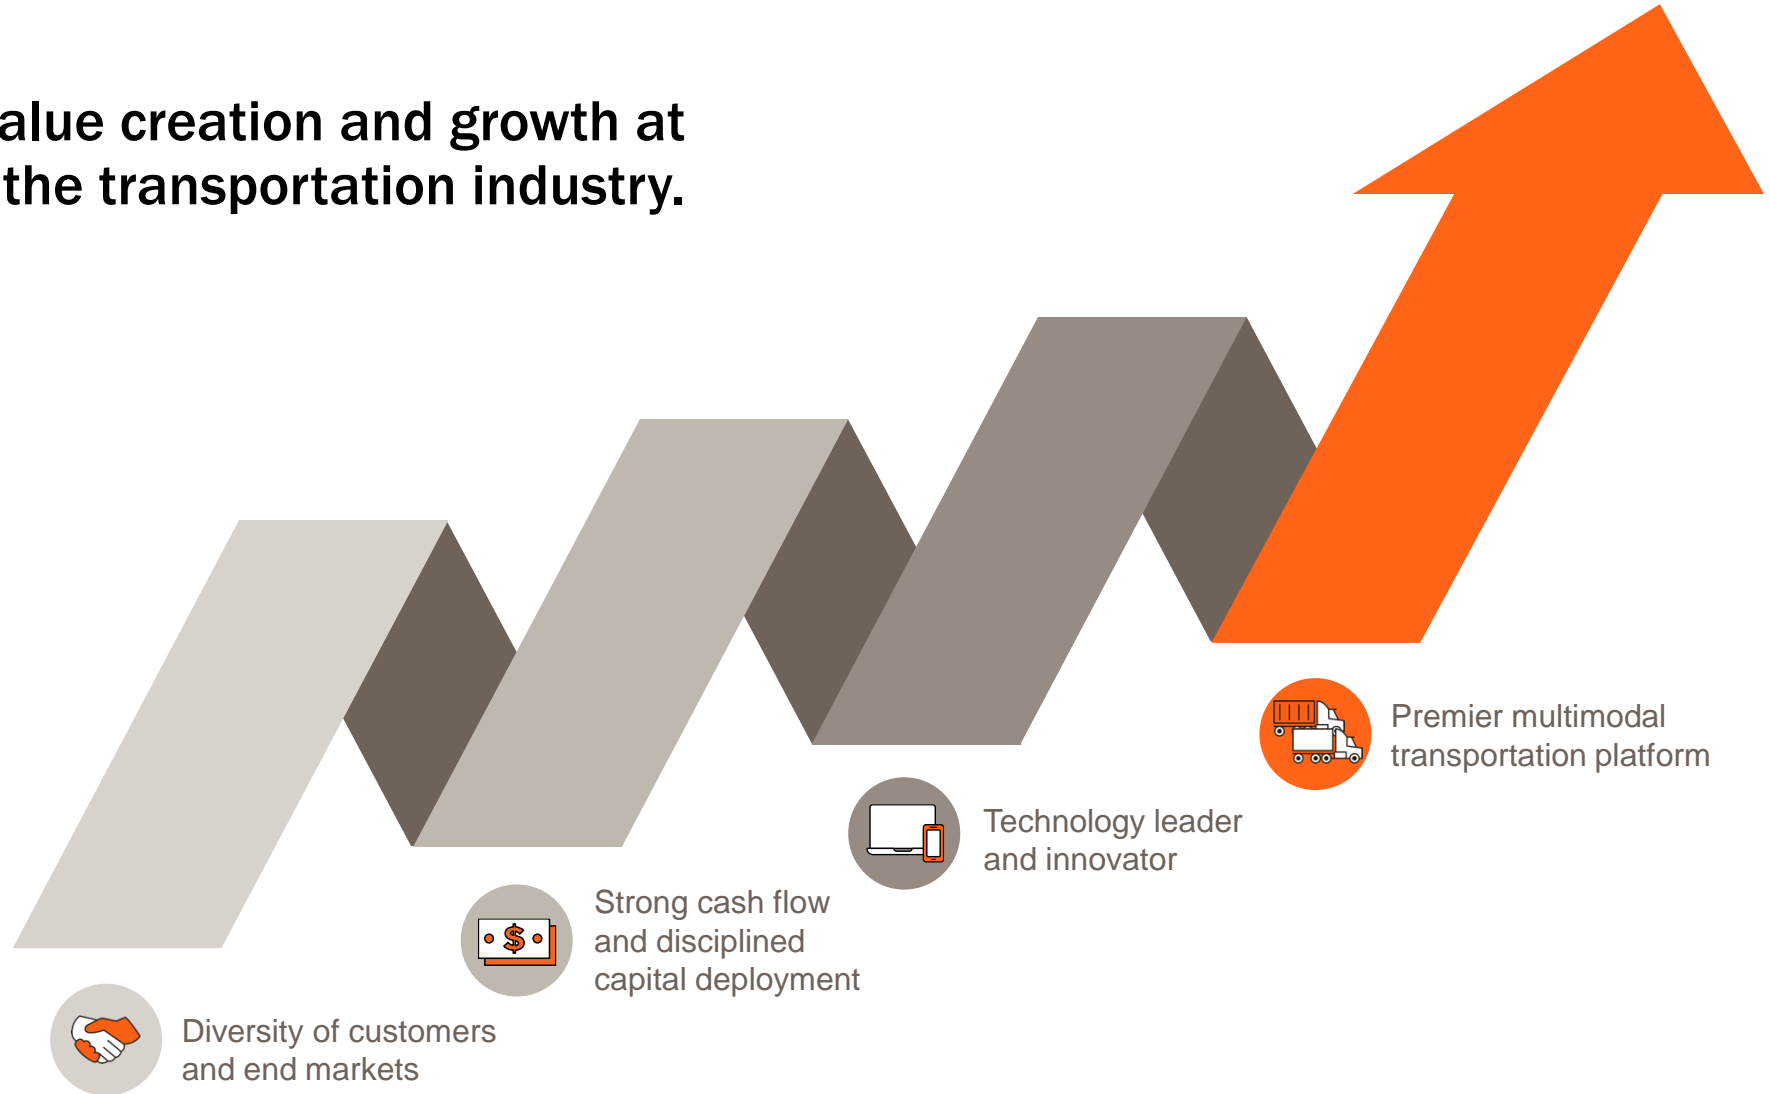 alue creation and growth at
the transportation industry.
Premier multimodal
transportation platform
Technology leader
and innovator
Strong cash flow
and disciplined
capital deployment
$
Diversity of customers
and end markets